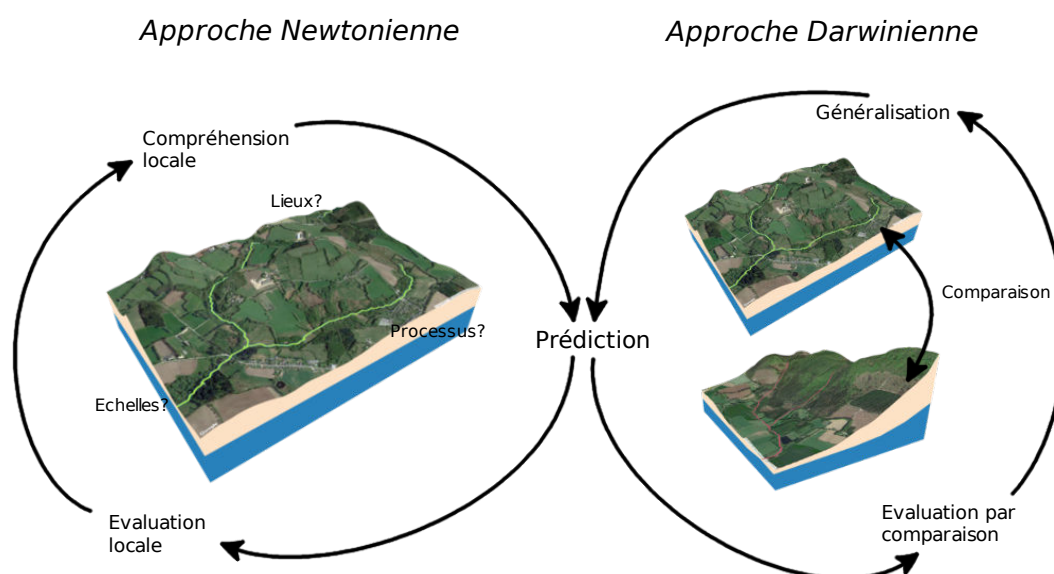 Approche Newtonienne
Approche Darwinienne
Compréhension
locale
Lieux?
Processus?
Echelles?
Evaluation
locale
Prédiction
Généralisation
Comparaison
Evaluation par
comparaison